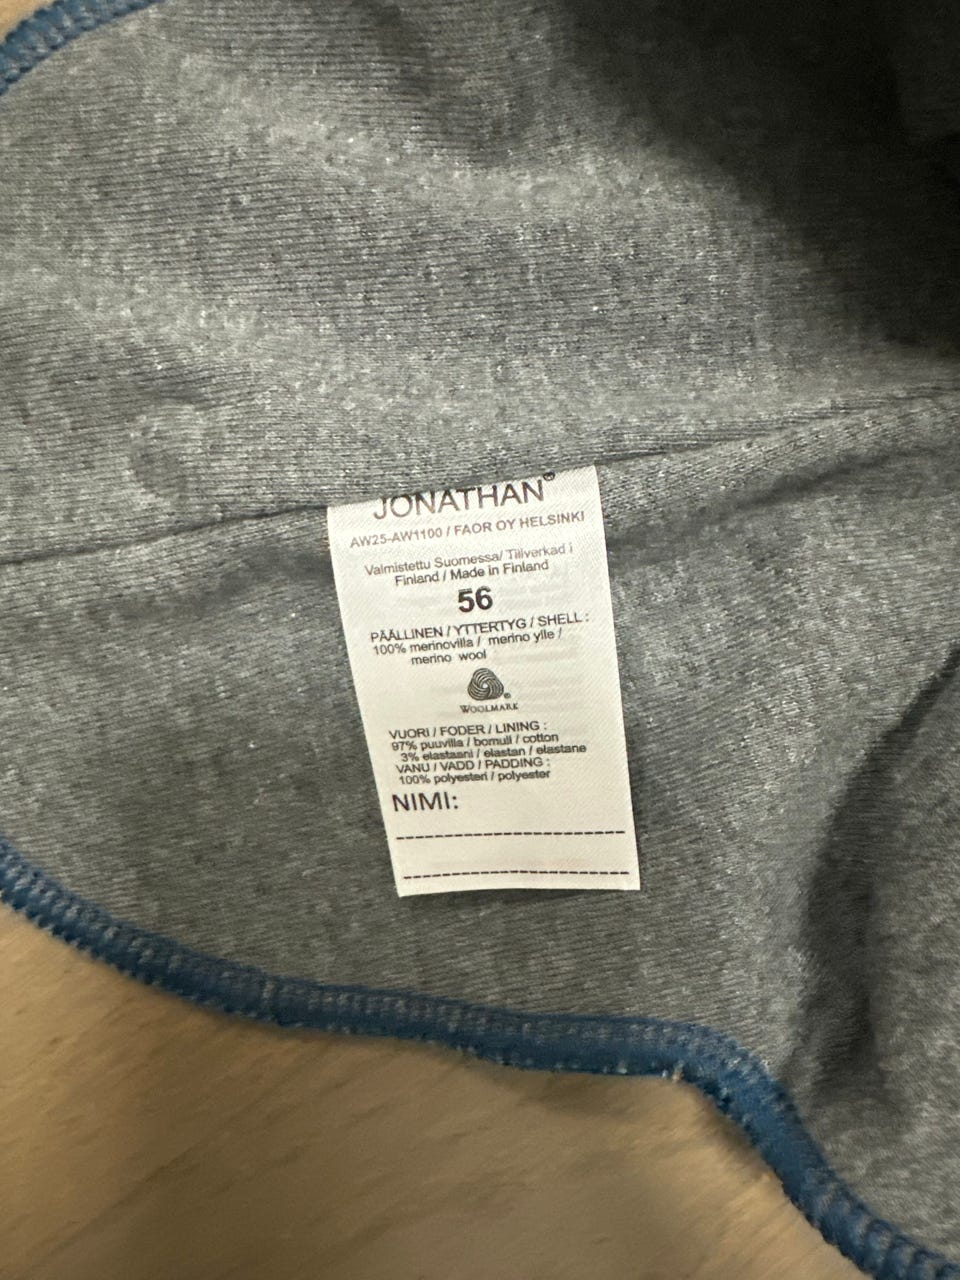 JONATHAN®
AW25-AW1100 / FAOR OY HELSINKI
Valmistettu Suomessa/ Tillverkad i
Finland / Made in Finland
56
PÄÄLLINEN / YTTERTYG / SHELL :
100% merinovilla / merino ylle /
merino wool
WOOLMARK
VUORI / FODER / LINING :
97% puuvilla / bomull / cotton
3% elastaani / elastan / elastane
VANU / VADD / PADDING :
100% polyesteri / polyester
NIMI: